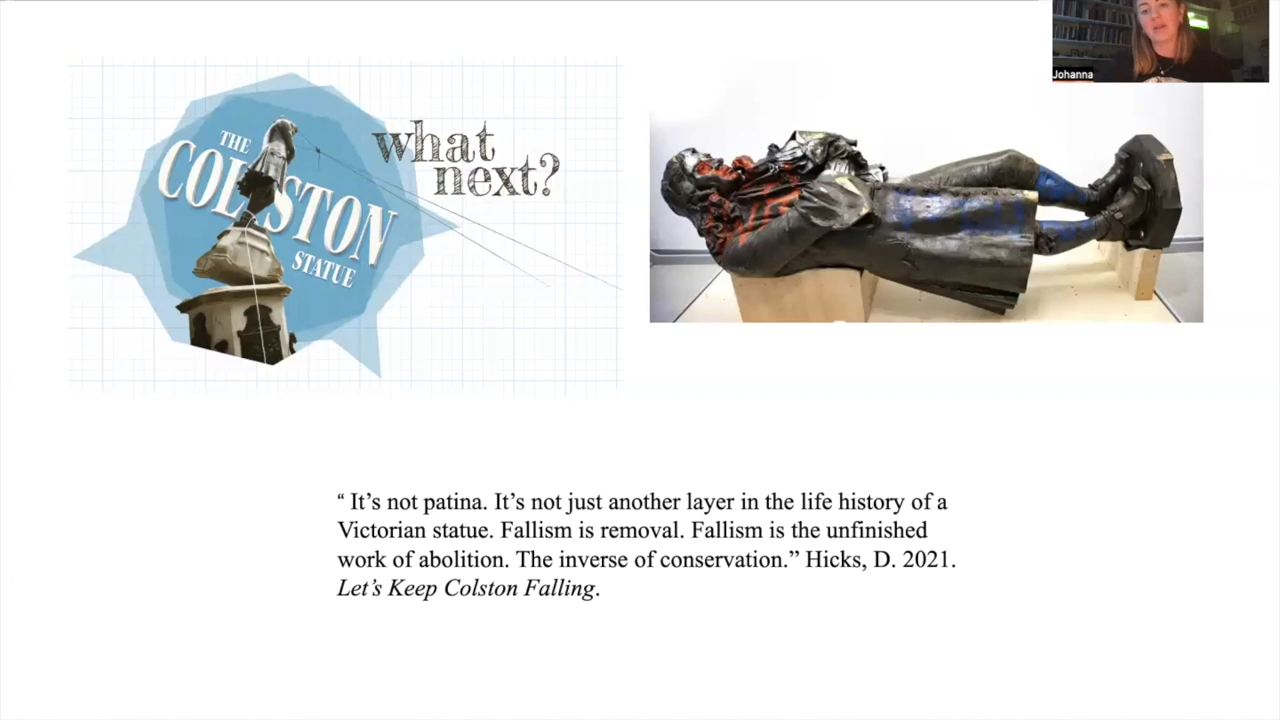 Johanna
THE
COLSTON
STATUE
what
next?
“ It’s not patina. It’s not just another layer in the life history of a
Victorian statue. Fallism is removal. Fallism is the unfinished
work of abolition. The inverse of conservation.” Hicks, D. 2021.
Let’s Keep Colston Falling.